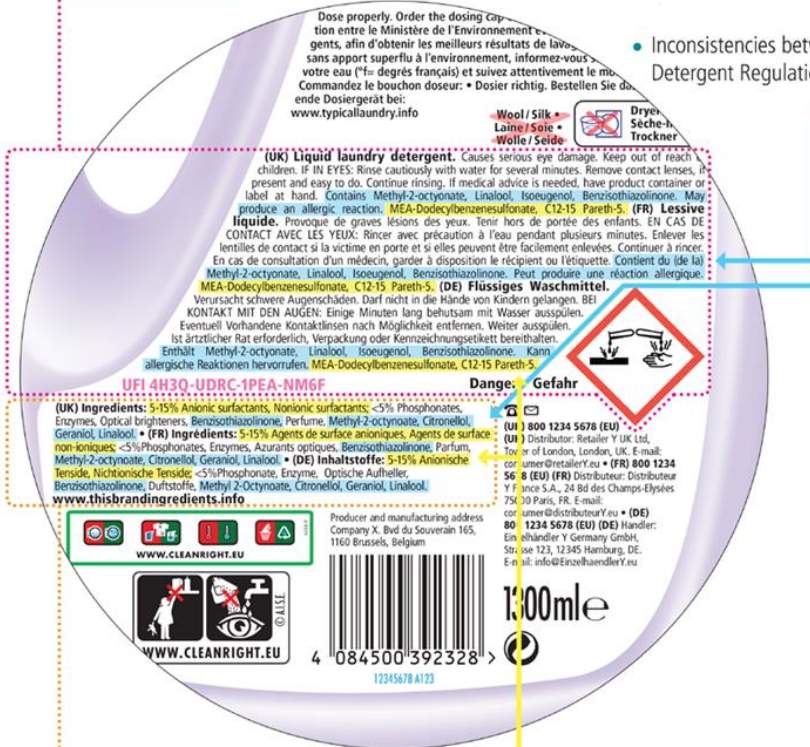 Dose properly. Order the dosing cap
tion entre le Ministère de l'Environnement e
gents, afin d'obtenir les meilleurs résultats de lavag
sans apport superflu à l'environnement, informez-vous s
votre eau (°f= degrés français) et suivez attentivement le mo
Commandez le bouchon doseur: • Dosier richtig. Bestellen Sie da
ende Dosiergerät bei:
www.typicallaundry.info
Wool / Silk •
Laine / Soie •
Wolle / Seide
Dryer
Sèche-l
Trockner
• Inconsistencies bet
Detergent Regulatio
(UK) Liquid laundry detergent. Causes serious eye damage. Keep out of reach
children. IF IN EYES: Rinse cautiously with water for several minutes. Remove contact lenses, if
present and easy to do. Continue rinsing. If medical advice is needed, have product container or
label at hand. Contains Methyl-2-octyonate, Linalool, Isoeugenol, Benzisothiazolinone. May
produce an allergic reaction. MEA-Dodecylbenzenesulfonate, C12-15 Pareth-5. (FR) Lessive
liquide. Provoque de graves lésions des yeux. Tenir hors de portée des enfants. EN CAS DE
CONTACT AVEC LES YEUX: Rincer avec précaution à l'eau pendant plusieurs minutes. Enlever les
lentilles de contact si la victime en porte et si elles peuvent être facilement enlevées. Continuer à rincer.
En cas de consultation d'un médecin, garder à disposition le récipient ou l'étiquette. Contient du (de la)
Methyl-2-octyonate, Linalool, Isoeugenol, Benzisothiazolinone. Peut produire une réaction allergique.
MEA-Dodecylbenzenesulfonate, C12-15 Pareth-5. (DE) Flüssiges Waschmittel.
Verursacht schwere Augenschäden. Darf nicht in die Hände von Kindern gelangen. BEI
KONTAKT MIT DEN AUGEN: Einige Minuten lang behutsam mit Wasser ausspülen.
Eventuell Vorhandene Kontaktlinsen nach Möglichkeit entfernen. Weiter ausspülen.
Ist ärztlicher Rat erforderlich, Verpackung oder Kennzeichnungsetikett bereithalten.
Enthält Methyl-2-octyonate, Linalool, Isoeugenol, Benzisothiazolinone. Kann
allergische Reaktionen hervorrufen. MEA-Dodecylbenzenesulfonate, C12-15 Pareth-5.
UFI 4H3Q-UDRC-1PEA-NM6F
Danger • Gefahr
(UK) Ingredients: 5-15% Anionic surfactants, Nonionic surfactants; <5% Phosphonates,
Enzymes, Optical brighteners, Benzisothiazolinone, Perfume, Methyl-2-octynoate, Citronellol,
Geraniol, Linalool. • (FR) Ingrédients: 5-15% Agents de surface anioniques, Agents de surface
non-ioniques; <5%Phosphonates, Enzymes, Azurants optiques, Benzisothiazolinone, Parfum,
Methyl-2-octynoate, Citronellol, Geraniol, Linalool. • (DE) Inhaltstoffe: 5-15% Anionische
Tenside, Nichtionische Tenside; <5%Phosphonate, Enzyme, Optische Aufheller,
Benzisothiazolinone, Duftstoffe, Methyl 2-Octynoate, Citronellol, Geraniol, Linalool.
www.thisbrandingredients.info
(UK) 800 1234 5678 (EU)
(UK) Distributor: Retailer Y UK Ltd,
Tower of London, London, UK. E-mail:
consumer@retailerY.eu • (FR) 800 1234
5678 (EU) (FR) Distributeur: Distributeur
Y France S.A., 24 Bd des Champs-Elysées
75000 Paris, FR. E-mail:
consumer@distributeurY.eu • (DE)
800 1234 5678 (EU) (DE) Handler:
Einzelhändler Y Germany GmbH,
Strasse 123, 12345 Hamburg, DE.
E-mail: info@EinzelhaendlerY.eu
WWW.CLEANRIGHT.EU
Producer and manufacturing address
Company X. Bvd du Souverain 165,
1160 Brussels, Belgium
© A.I.S.E.
WWW.CLEANRIGHT.EU
4 084500 392328 >
12345678 A123
1300ml e